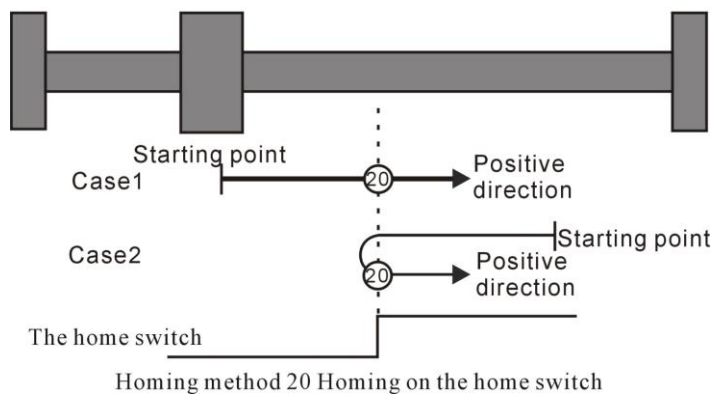 Starting point
Case1
20
Positive
direction
Starting point
Case2
20
Positive
direction
The home switch
Homing method 20 Homing on the home switch